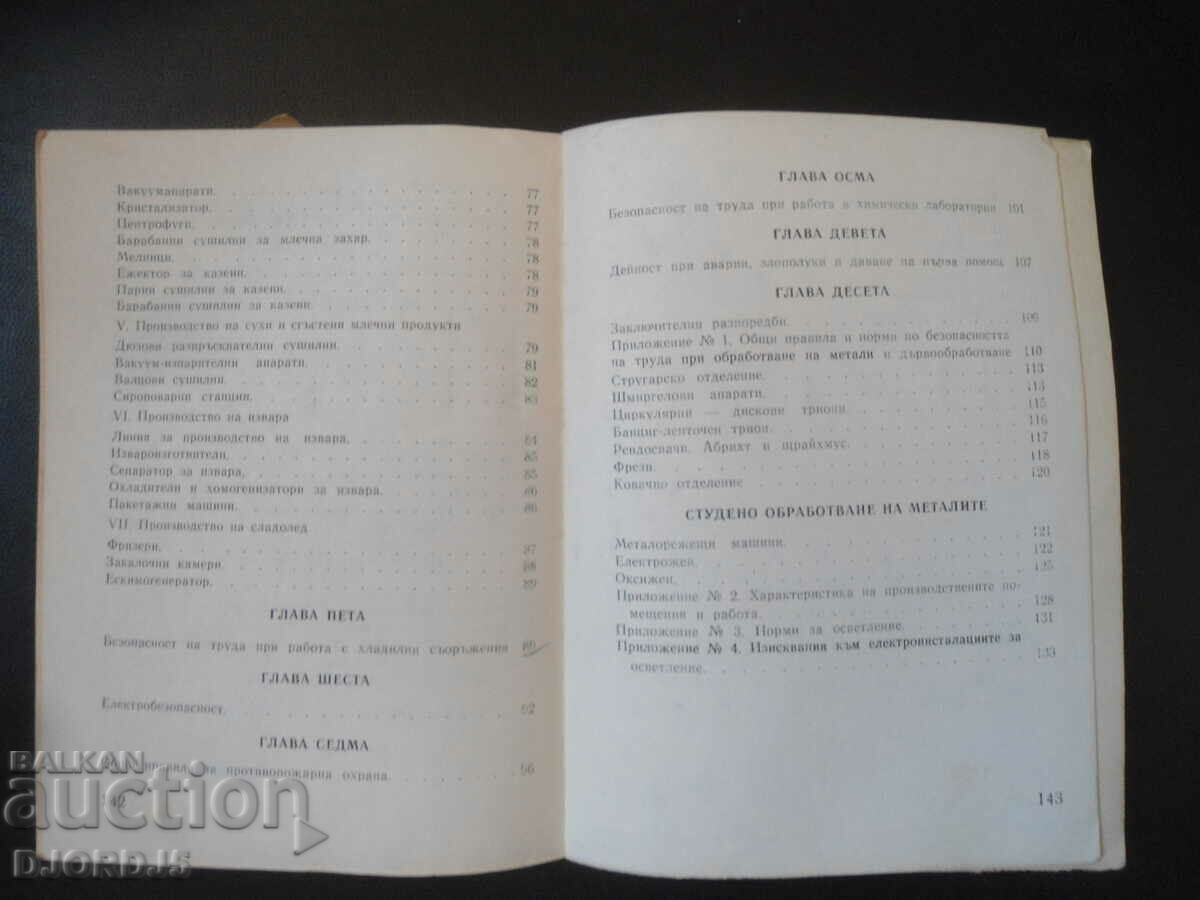 Вакуумапарати. 77
Кристализатор. 77
Центрофуги. 77
Барабанни сушилни за млечна захар. 78
Мелници. 78
Ежектор за казеин. 78
Парни сушилни за казеин. 79
Барабанни сушилни за казеин. 79
V. Производство на сухи и сгъстени млечни продукти
Дюзови разпръсквателни сушилни. 79
Вакуум-изпарителни апарати. 81
Валцови сушилни. 82
Сироповарни станции. 83
VI. Производство на извара
Линия за производство на извара. 84
Извароизготвители. 85
Сепаратор за извара. 85
Охладители и хомогенизатори за извара. 86
Пакетажни машини. 86
VII. Производство на сладолед
Фризери. 87
Закалочни камери. 88
Ескимогенератор. 89
ГЛАВА ПЕТА
Безопасност на труда при работа с хладилни съоръжения 89
ГЛАВА ШЕСТА
Електробезопасност. 92
ГЛАВА СЕДМА
противопожарна охрана. 96
142
ГЛАВА ОСМА
Безопасност на труда при работа в химически лаборатории 101
ГЛАВА ДЕВЕТА
Дейност при аварии, злополуки и даване на първа помощ 107
ГЛАВА ДЕСЕТА
Заключителни разпоредби. 109
Приложение № 1. Общи правила и норми по безопасността
на труда при обработване на метали и дървообработване 110
Стругарско отделение. 113
Шмиргелови апарати. 113
Циркулярни — дискови триони. 115
Банциг-ленточен трион. 116
Рендосвачи. Абрихт и щрайхмус. 117
Фрези. 118
Ковачно отделение 120
СТУДЕНО ОБРАБОТВАНЕ НА МЕТАЛИТЕ
Металорежещи машини. 121
Електрожен. 122
Оксижен. 125
Приложение № 2. Характеристика на производствените по-
мещения и работа. 128
Приложение № 3. Норми за осветление. 131
Приложение № 4. Изисквания към електроинсталациите за
осветление. 133
143
BALKAN
auction
DJORDJ5